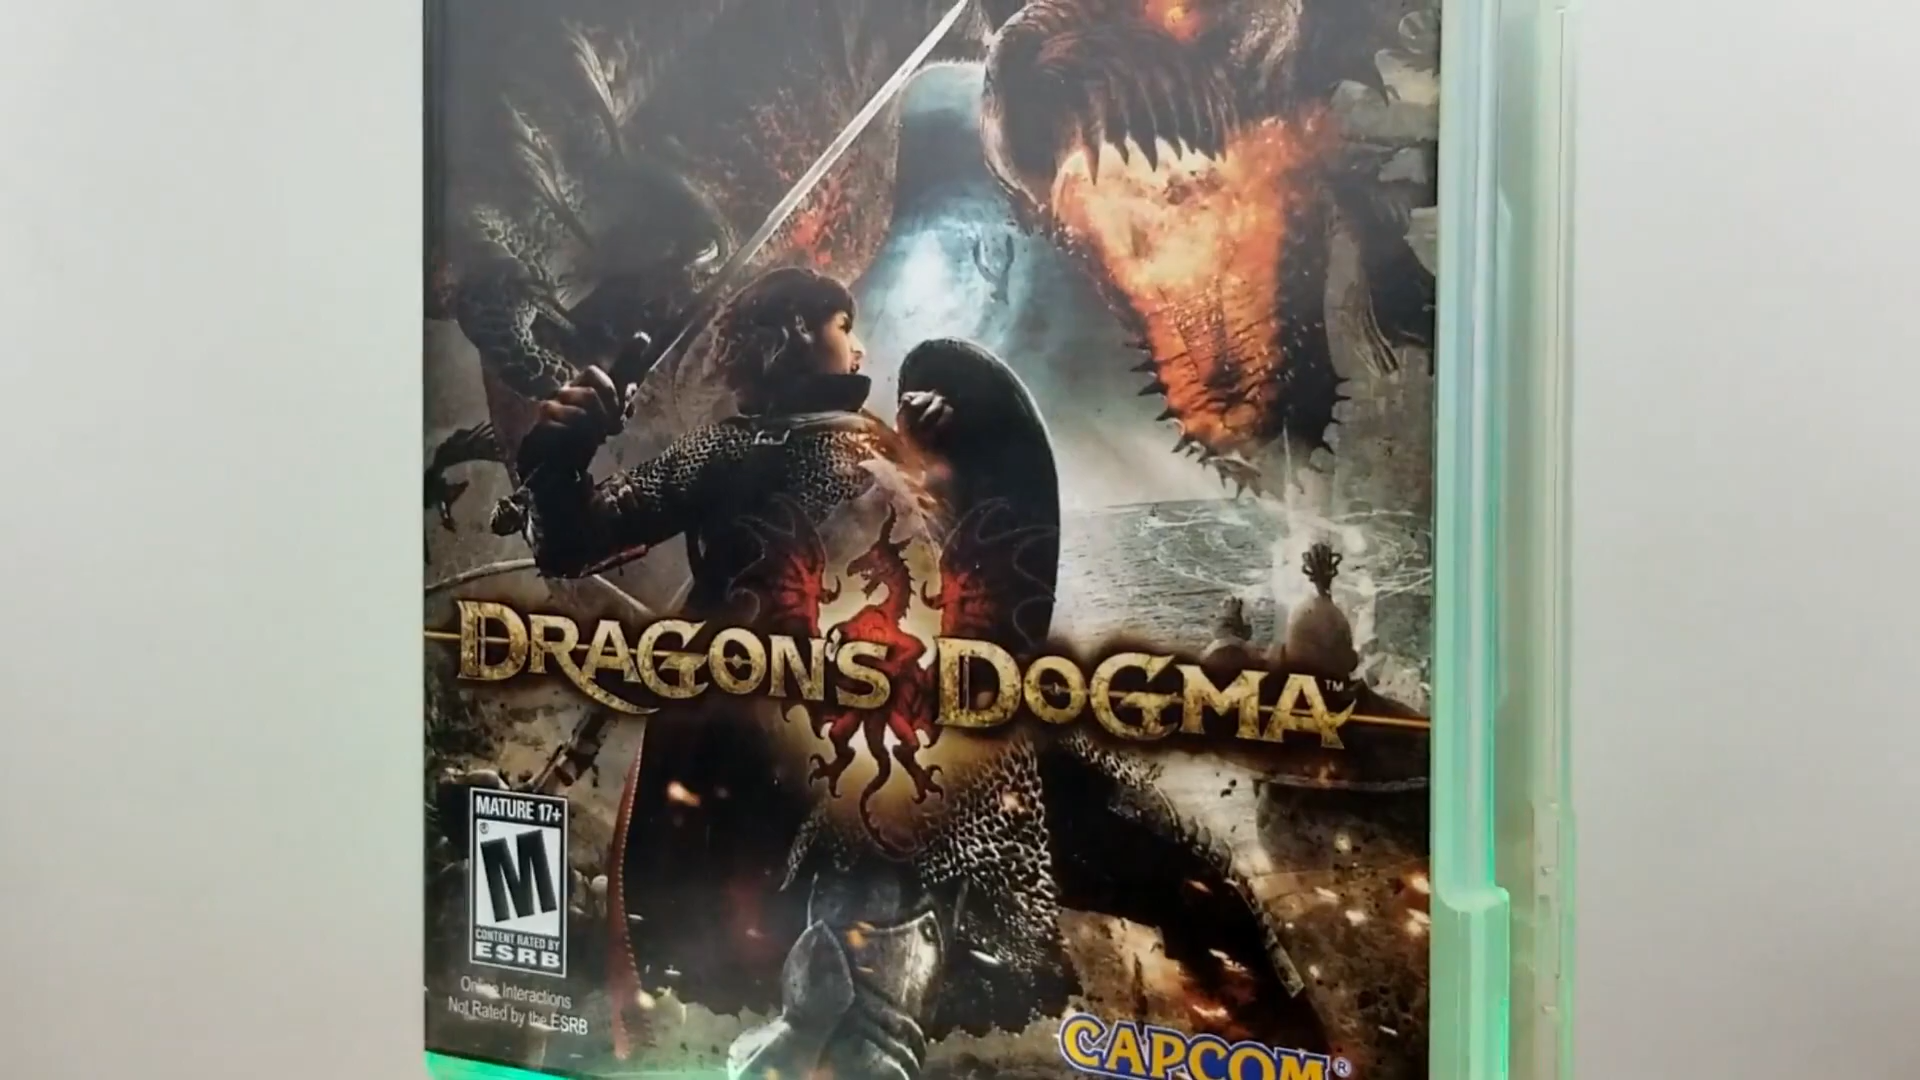 DRAGON'S DOGMA™
MATURE 17+
M
®
CONTENT RATED BY
ESRB
Online Interactions
Not Rated by the ESRB
CAPCOM®